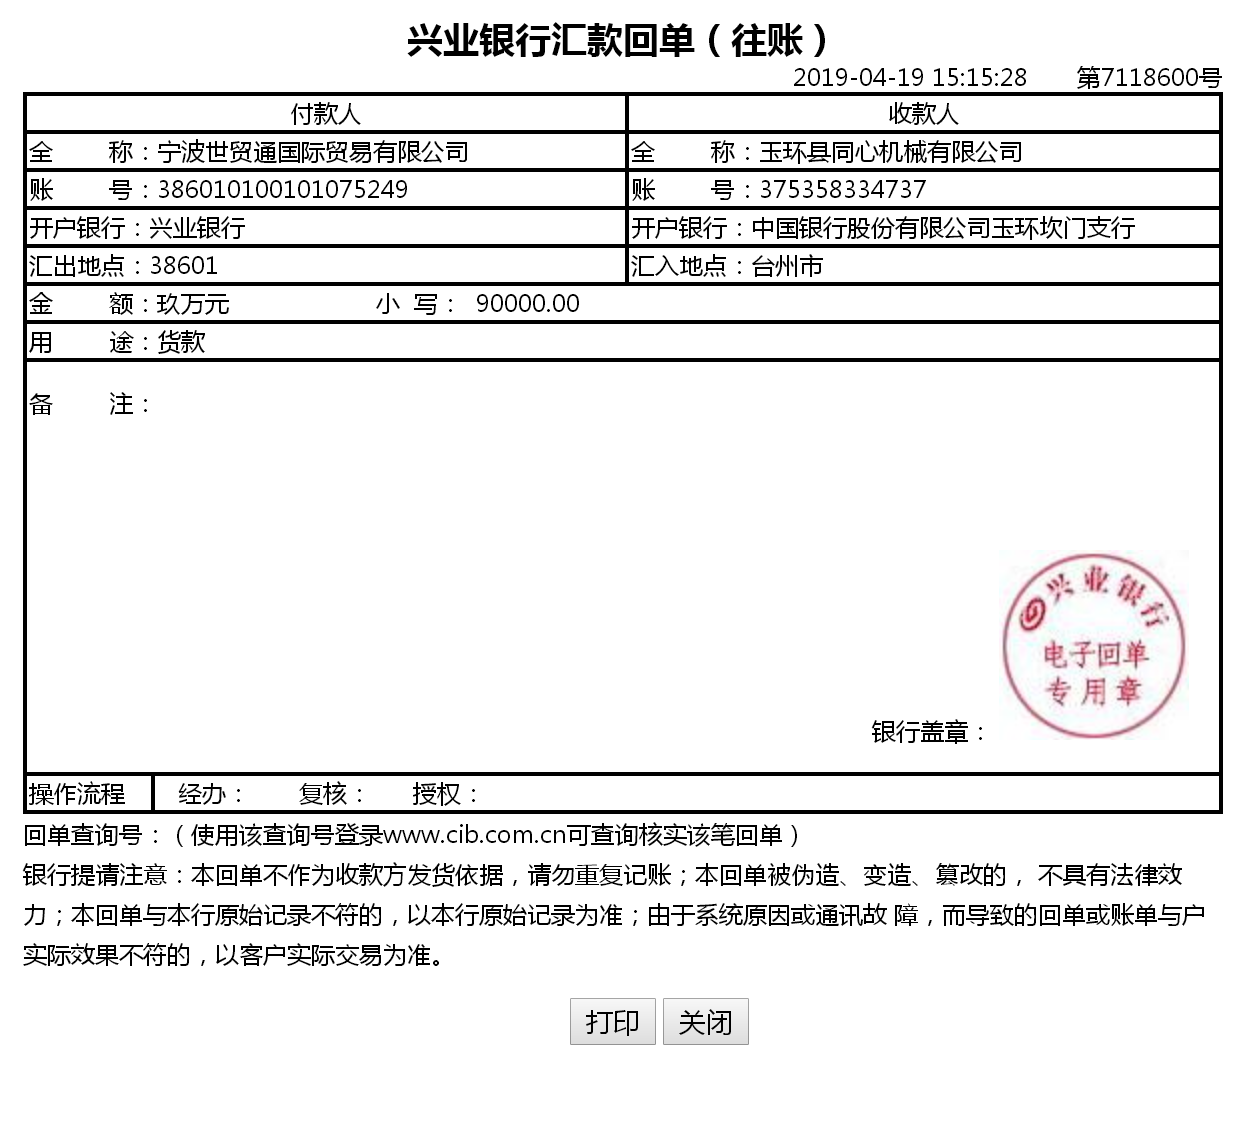 兴业银行汇款回单（往账）
2019-04-19 15:15:28 第7118600号
付款人 收款人
全 称：宁波世贸通国际贸易有限公司 全 称：玉环县同心机械有限公司
账 号：386010100101075249 账 号：375358334737
开户银行：兴业银行 开户银行：中国银行股份有限公司玉环坎门支行
汇出地点：38601 汇入地点：台州市
金 额：玖万元 小 写： 90000.00
用 途：货款
备 注：
兴业银行
电子回单
专用章
银行盖章：
操作流程 经办： 复核： 授权：
回单查询号：（使用该查询号登录www.cib.com.cn可查询核实该笔回单）
银行提请注意：本回单不作为收款方发货依据，请勿重复记账；本回单被伪造、变造、篡改的， 不具有法律效
力；本回单与本行原始记录不符的，以本行原始记录为准；由于系统原因或通讯故 障，而导致的回单或账单与户
实际效果不符的，以客户实际交易为准。
打印 关闭